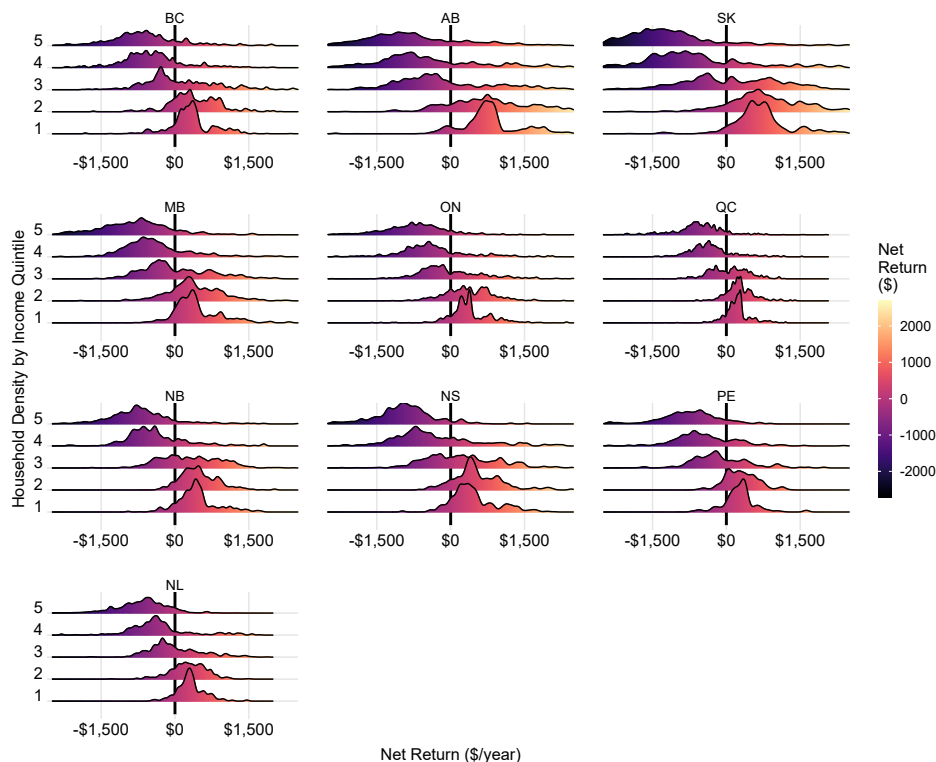 BC
AB
SK
5
4
3
2
1
-$1,500 $0 $1,500
-$1,500 $0 $1,500
-$1,500 $0 $1,500
MB
ON
QC
5
4
3
2
1
-$1,500 $0 $1,500
-$1,500 $0 $1,500
-$1,500 $0 $1,500
NB
NS
PE
5
4
3
2
1
-$1,500 $0 $1,500
-$1,500 $0 $1,500
-$1,500 $0 $1,500
NL
5
4
3
2
1
-$1,500 $0 $1,500
Net Return ($/year)
Household Density by Income Quintile
Net
Return
($)
2000
1000
0
-1000
-2000